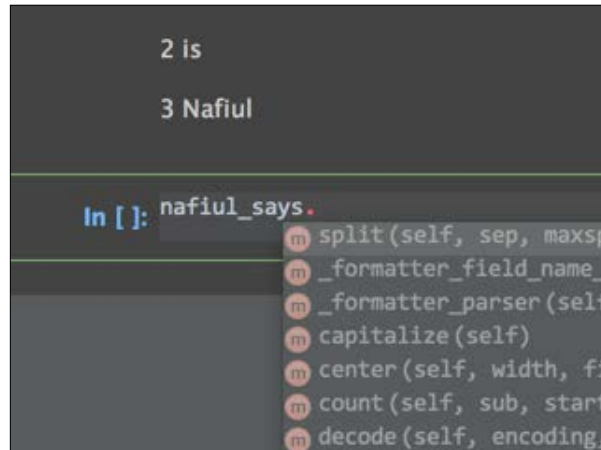 2 is
3 Nafiul
In [ ]: nafiul_says.
m split(self, sep, maxsp
m _formatter_field_name_
m _formatter_parser(self
m capitalize(self)
m center(self, width, fi
m count(self, sub, start
m decode(self, encoding,